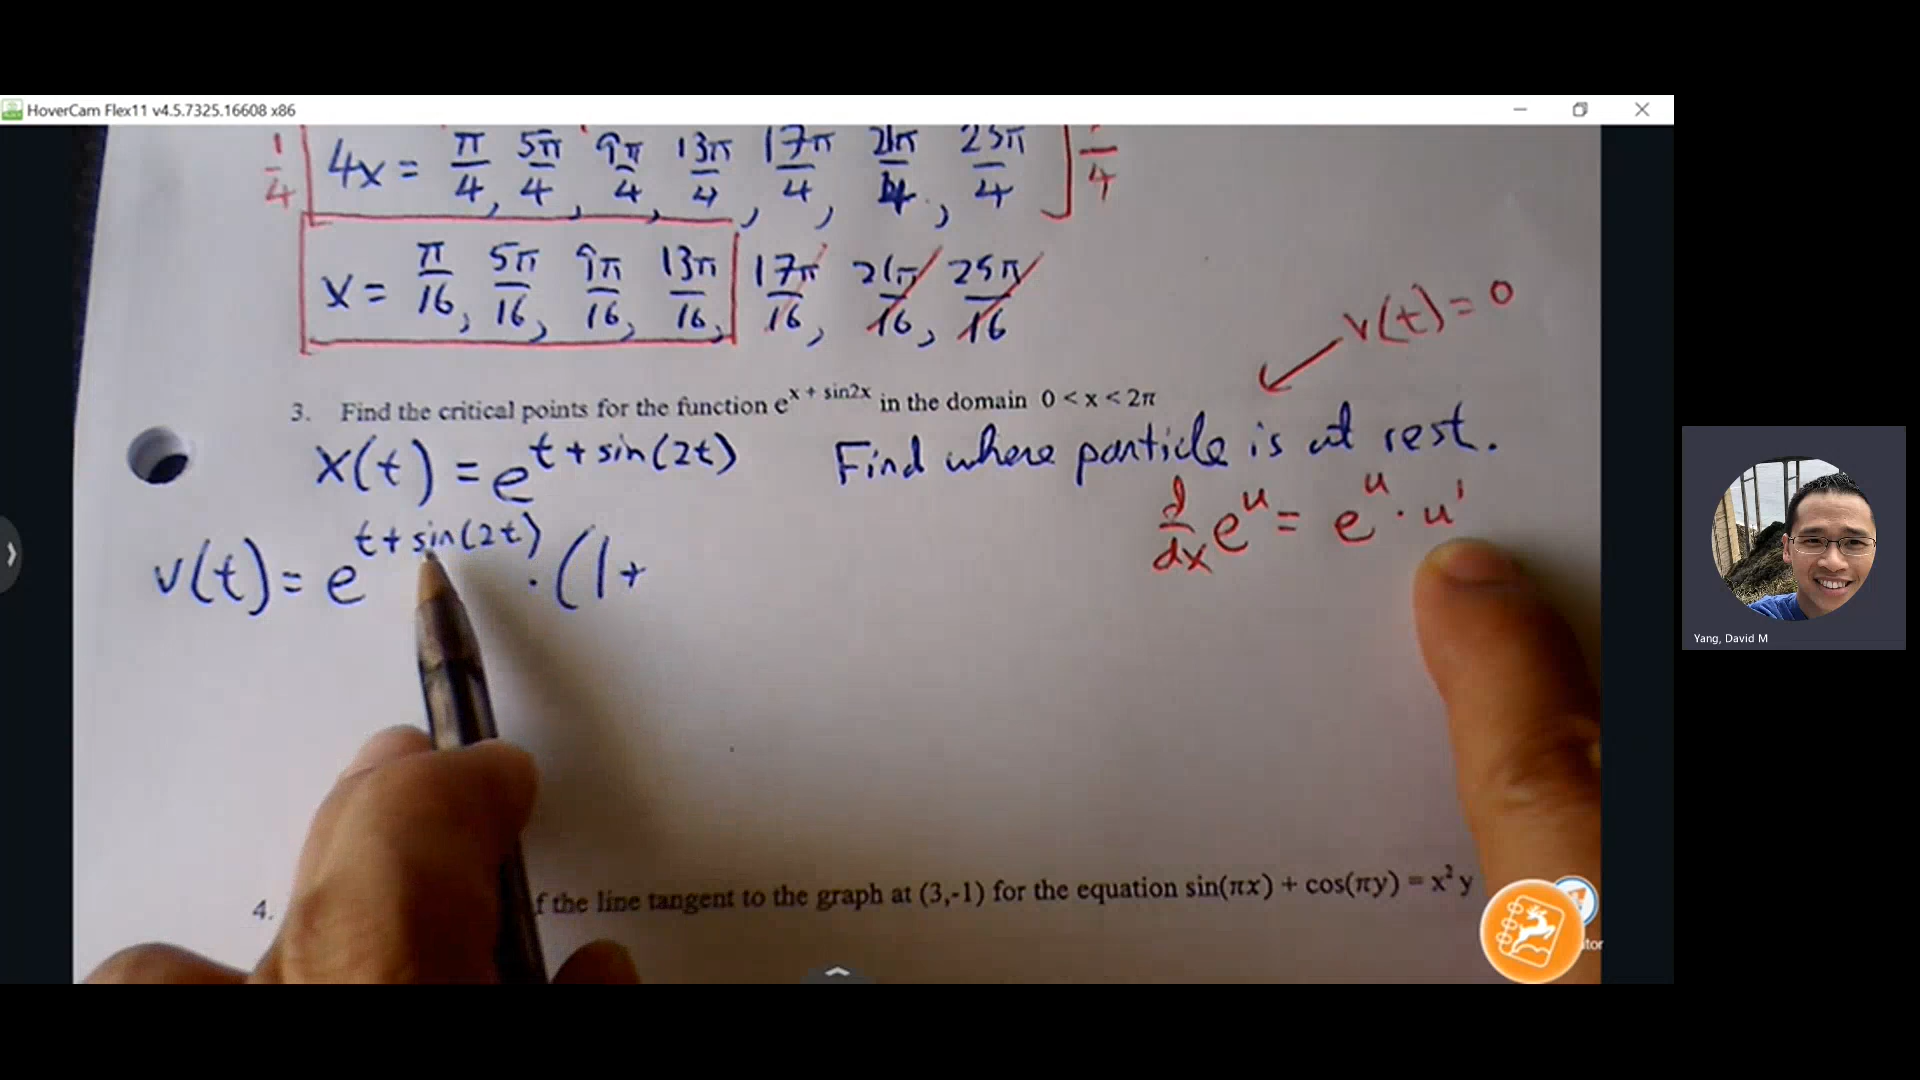 HoverCam Flex11 v4.5.7325.16608 x86
1/4 [ 4x = π/4, 5π/4, 9π/4, 13π/4, 17π/4, 21π/4, 25π/4 ] 1/4
x = π/16, 5π/16, 9π/16, 13π/16, 17π/16, 21π/16, 25π/16
v(t) = 0
3. Find the critical points for the function e^x + sin2x in the domain 0 < x < 2π
x(t) = e^t + sin(2t) Find where particle is at rest.
d/dx e^u = e^u · u'
v(t) = e^t + sin(2t) · (1 +
Yang, David M
4. f the line tangent to the graph at (3,-1) for the equation sin(πx) + cos(πy) = x²y